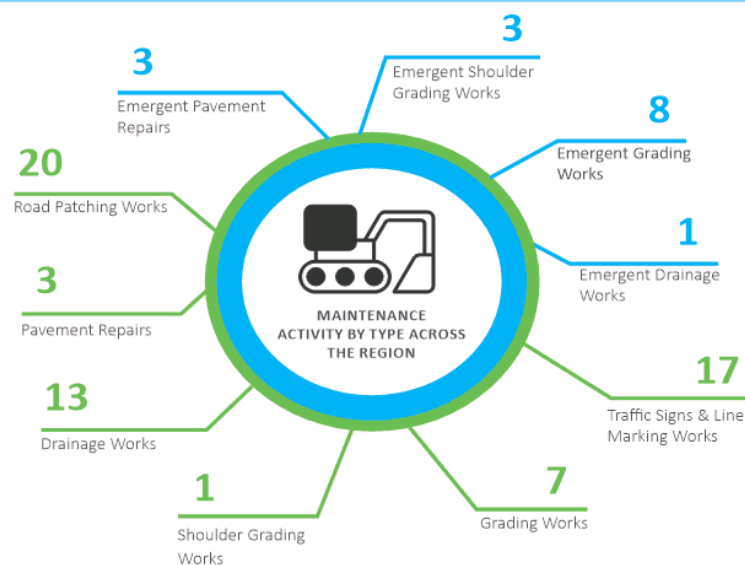 3
Emergent Shoulder
Grading Works
3
Emergent Pavement
Repairs
8
Emergent Grading
Works
20
Road Patching Works
1
Emergent Drainage
Works
3
Pavement Repairs
MAINTENANCE
ACTIVITY BY TYPE ACROSS
THE REGION
17
Traffic Signs & Line
Marking Works
13
Drainage Works
7
Grading Works
1
Shoulder Grading
Works